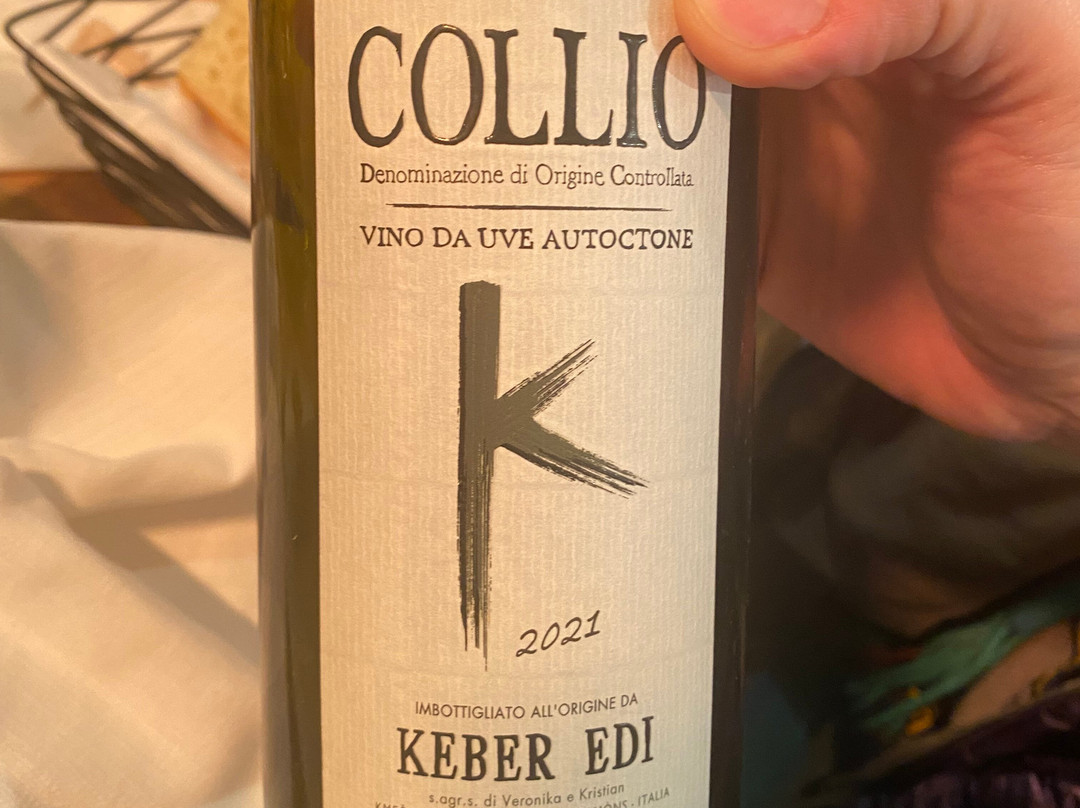 COLLIO
Denominazione di Origine Controllata
VINO DA UVE AUTOCTONE
K
2021
IMBOTTIGLIATO ALL'ORIGINE DA
KEBER EDI
s.agr.s. di Veronika e Kristian
- ITALIA